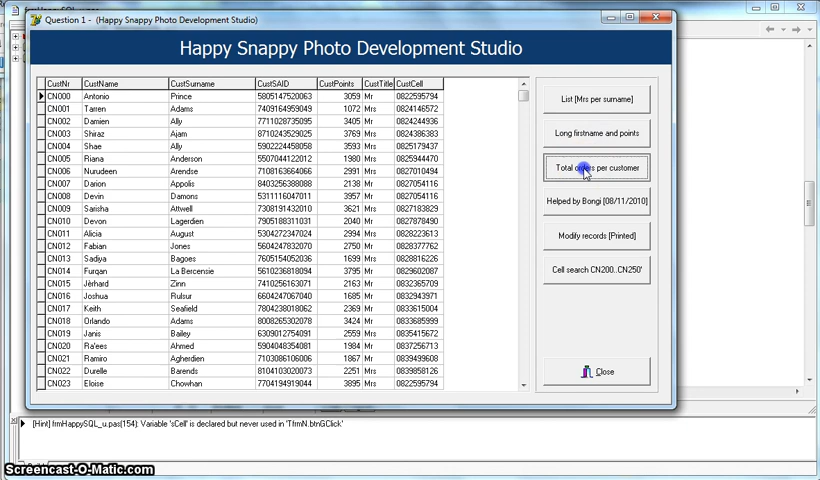 Question 1 - (Happy Snappy Photo Development Studio)
Happy Snappy Photo Development Studio
CustNr CustName CustSurname CustSAID CustPoints CustTitle CustCell
CN000 Antonio Prince 5805147520063 3059 Mr 0822595794
CN001 Tarren Adams 7409164959049 1072 Mrs 0824146572
CN002 Damien Ally 7711028735095 3405 Mr 0824244936
CN003 Shiraz Ajam 8710243529025 3769 Mrs 0824386383
CN004 Shae Ally 5902224458058 3593 Mrs 0825179437
CN005 Riana Anderson 5507044122012 1980 Mrs 0825944470
CN006 Nurudeen Arendse 7108163664066 2991 Mr 0827010494
CN007 Darion Appolis 8403256388088 2138 Mr 0827054116
CN008 Devin Damons 5311116047011 3957 Mr 0827054116
CN009 Sarisha Attwell 7308191432010 3621 Mrs 0827183829
CN010 Devon Lagerdien 7905188311031 2040 Mr 0827878490
CN011 Alicia August 5304272347024 2994 Mrs 0828223613
CN012 Fabian Jones 5604247832070 2750 Mr 0828377762
CN013 Sadiya Bagoes 7605154052036 1699 Mrs 0828816226
CN014 Furqan La Bercensie 5610236818094 3795 Mr 0829602087
CN015 Jèrhard Zinn 7410256163071 2163 Mr 0832365709
CN016 Joshua Rulsur 6604247067040 1685 Mr 0832943971
CN017 Keith Seafield 7804238018062 2369 Mr 0833615004
CN018 Orlando Adams 8008265302078 3424 Mr 0833685999
CN019 Janis Bailey 6309012754091 2559 Mrs 0835415672
CN020 Ra'ees Ahmed 5904048354081 1984 Mr 0837256713
CN021 Ramiro Agherdien 7103086106006 1867 Mr 0839499608
CN022 Durelle Barends 8104103020073 2251 Mrs 0839858126
CN023 Eloise Chowhan 7704194919044 3895 Mrs 0822595794
List [Mrs per surname]
Long firstname and points
Total orders per customer
Helped by Bongi [08/11/2010]
Modify records [Printed]
Cell search CN200..CN250'
Close
[Hint] frmHappySQL_u.pas(154): Variable 'sCell' is declared but never used in 'TfrmN.btnGClick'
Screencast-O-Matic.com